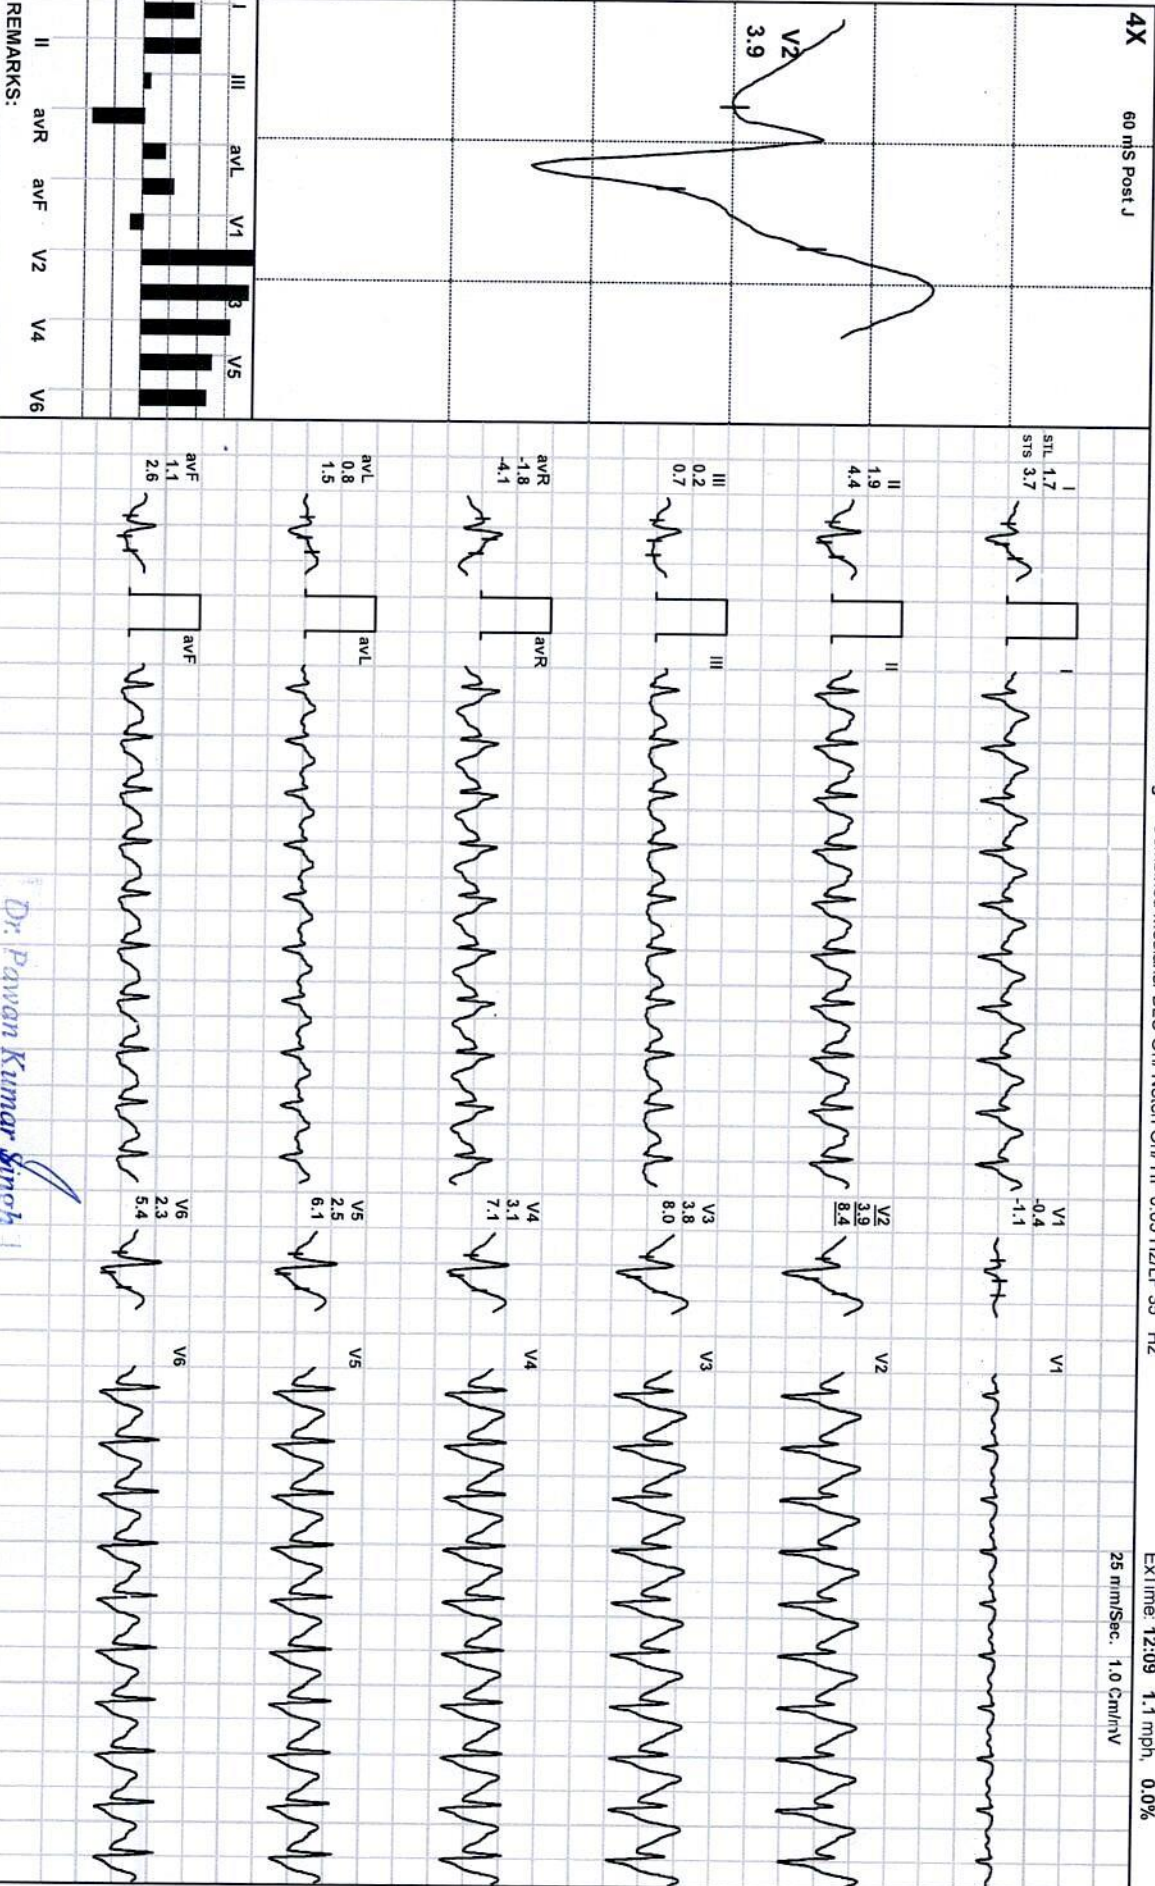 ExTime: 12:09 1.1 mph, 0.0%
25 mm/Sec. 1.0 Cm/mV
4X
60 mS Post J
V2
3.9
I
STL 1.7
STS 3.7
I
V1
-0.4
-1.1
V1
II
1.9
4.4
II
V2
3.9
8.4
V2
III
0.2
0.7
III
V3
3.8
8.0
V3
avR
-1.8
-4.1
avR
V4
3.1
7.1
V4
avL
0.8
1.5
avL
V5
2.5
6.1
V5
avF
1.1
2.6
avF
V6
2.3
5.4
V6
I III avL V1 3 V5
II avR avF V2 V4 V6
REMARKS:
Dr. Pawan Kumar Singh